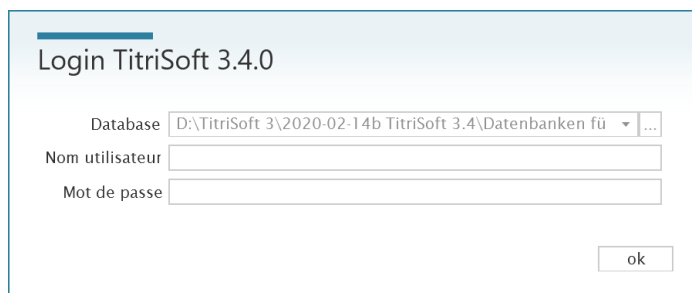 Login TitriSoft 3.4.0
Database D:\TitriSoft 3\2020-02-14b TitriSoft 3.4\Datenbanken fü ...
Nom utilisateur
Mot de passe
ok